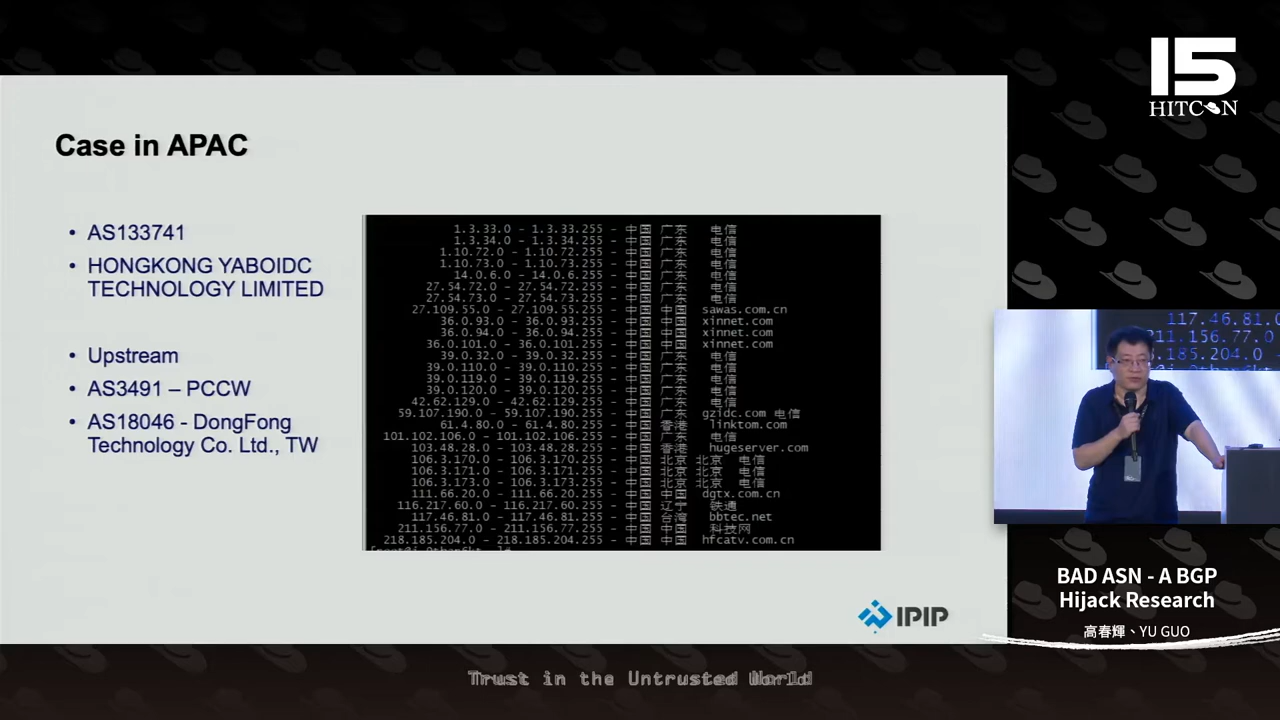 15
HITCON
Case in APAC
• AS133741
• HONGKONG YABOIDC
TECHNOLOGY LIMITED
• Upstream
• AS3491 – PCCW
• AS18046 - DongFong
Technology Co. Ltd., TW
1.3.33.0 - 1.3.33.255 - 中国 广东 电信
1.3.34.0 - 1.3.34.255 - 中国 广东 电信
1.10.72.0 - 1.10.72.255 - 中国 广东 电信
1.10.73.0 - 1.10.73.255 - 中国 广东 电信
14.0.6.0 - 14.0.6.255 - 中国 广东 电信
27.54.72.0 - 27.54.72.255 - 中国 广东 电信
27.54.73.0 - 27.54.73.255 - 中国 广东 电信
27.109.55.0 - 27.109.55.255 - 中国 中国 sawas.com.cn
36.0.93.0 - 36.0.93.255 - 中国 中国 xinnet.com
36.0.94.0 - 36.0.94.255 - 中国 中国 xinnet.com
36.0.101.0 - 36.0.101.255 - 中国 中国 xinnet.com
39.0.32.0 - 39.0.32.255 - 中国 广东 电信
39.0.110.0 - 39.0.110.255 - 中国 广东 电信
39.0.119.0 - 39.0.119.255 - 中国 广东 电信
39.0.120.0 - 39.0.120.255 - 中国 广东 电信
42.62.129.0 - 42.62.129.255 - 中国 广东 电信
59.107.190.0 - 59.107.190.255 - 中国 广东 gzidc.com 电信
61.4.80.0 - 61.4.80.255 - 中国 香港 linktom.com
101.102.106.0 - 101.102.106.255 - 中国 广东 电信
103.48.28.0 - 103.48.28.255 - 中国 香港 hugeserver.com
106.3.170.0 - 106.3.170.255 - 中国 北京 北京 电信
106.3.171.0 - 106.3.171.255 - 中国 北京 北京 电信
106.3.173.0 - 106.3.173.255 - 中国 北京 北京 电信
111.66.20.0 - 111.66.20.255 - 中国 中国 dgtx.com.cn
116.217.60.0 - 116.217.60.255 - 中国 辽宁 铁通
117.46.81.0 - 117.46.81.255 - 中国 台湾 bbtec.net
211.156.77.0 - 211.156.77.255 - 中国 中国 科技网
218.185.204.0 - 218.185.204.255 - 中国 中国 hfcatv.com.cn
IPIP
117.46.81.0
211.156.77.0
.185.204.0
BAD ASN - A BGP
Hijack Research
高春輝、YU GUO
Trust in the Untrusted World